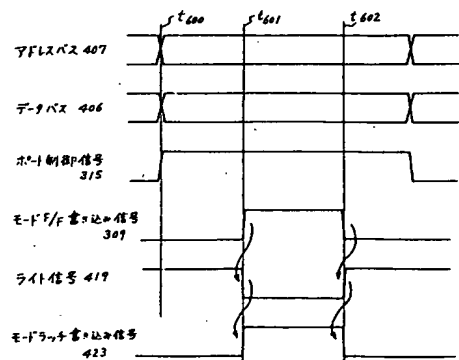 t600 t601 t602
アドレスバス 407
データバス 406
ポート制御信号
315
モードF/F書き込み信号
309
ライト信号 419
モードラッチ書き込み信号
423